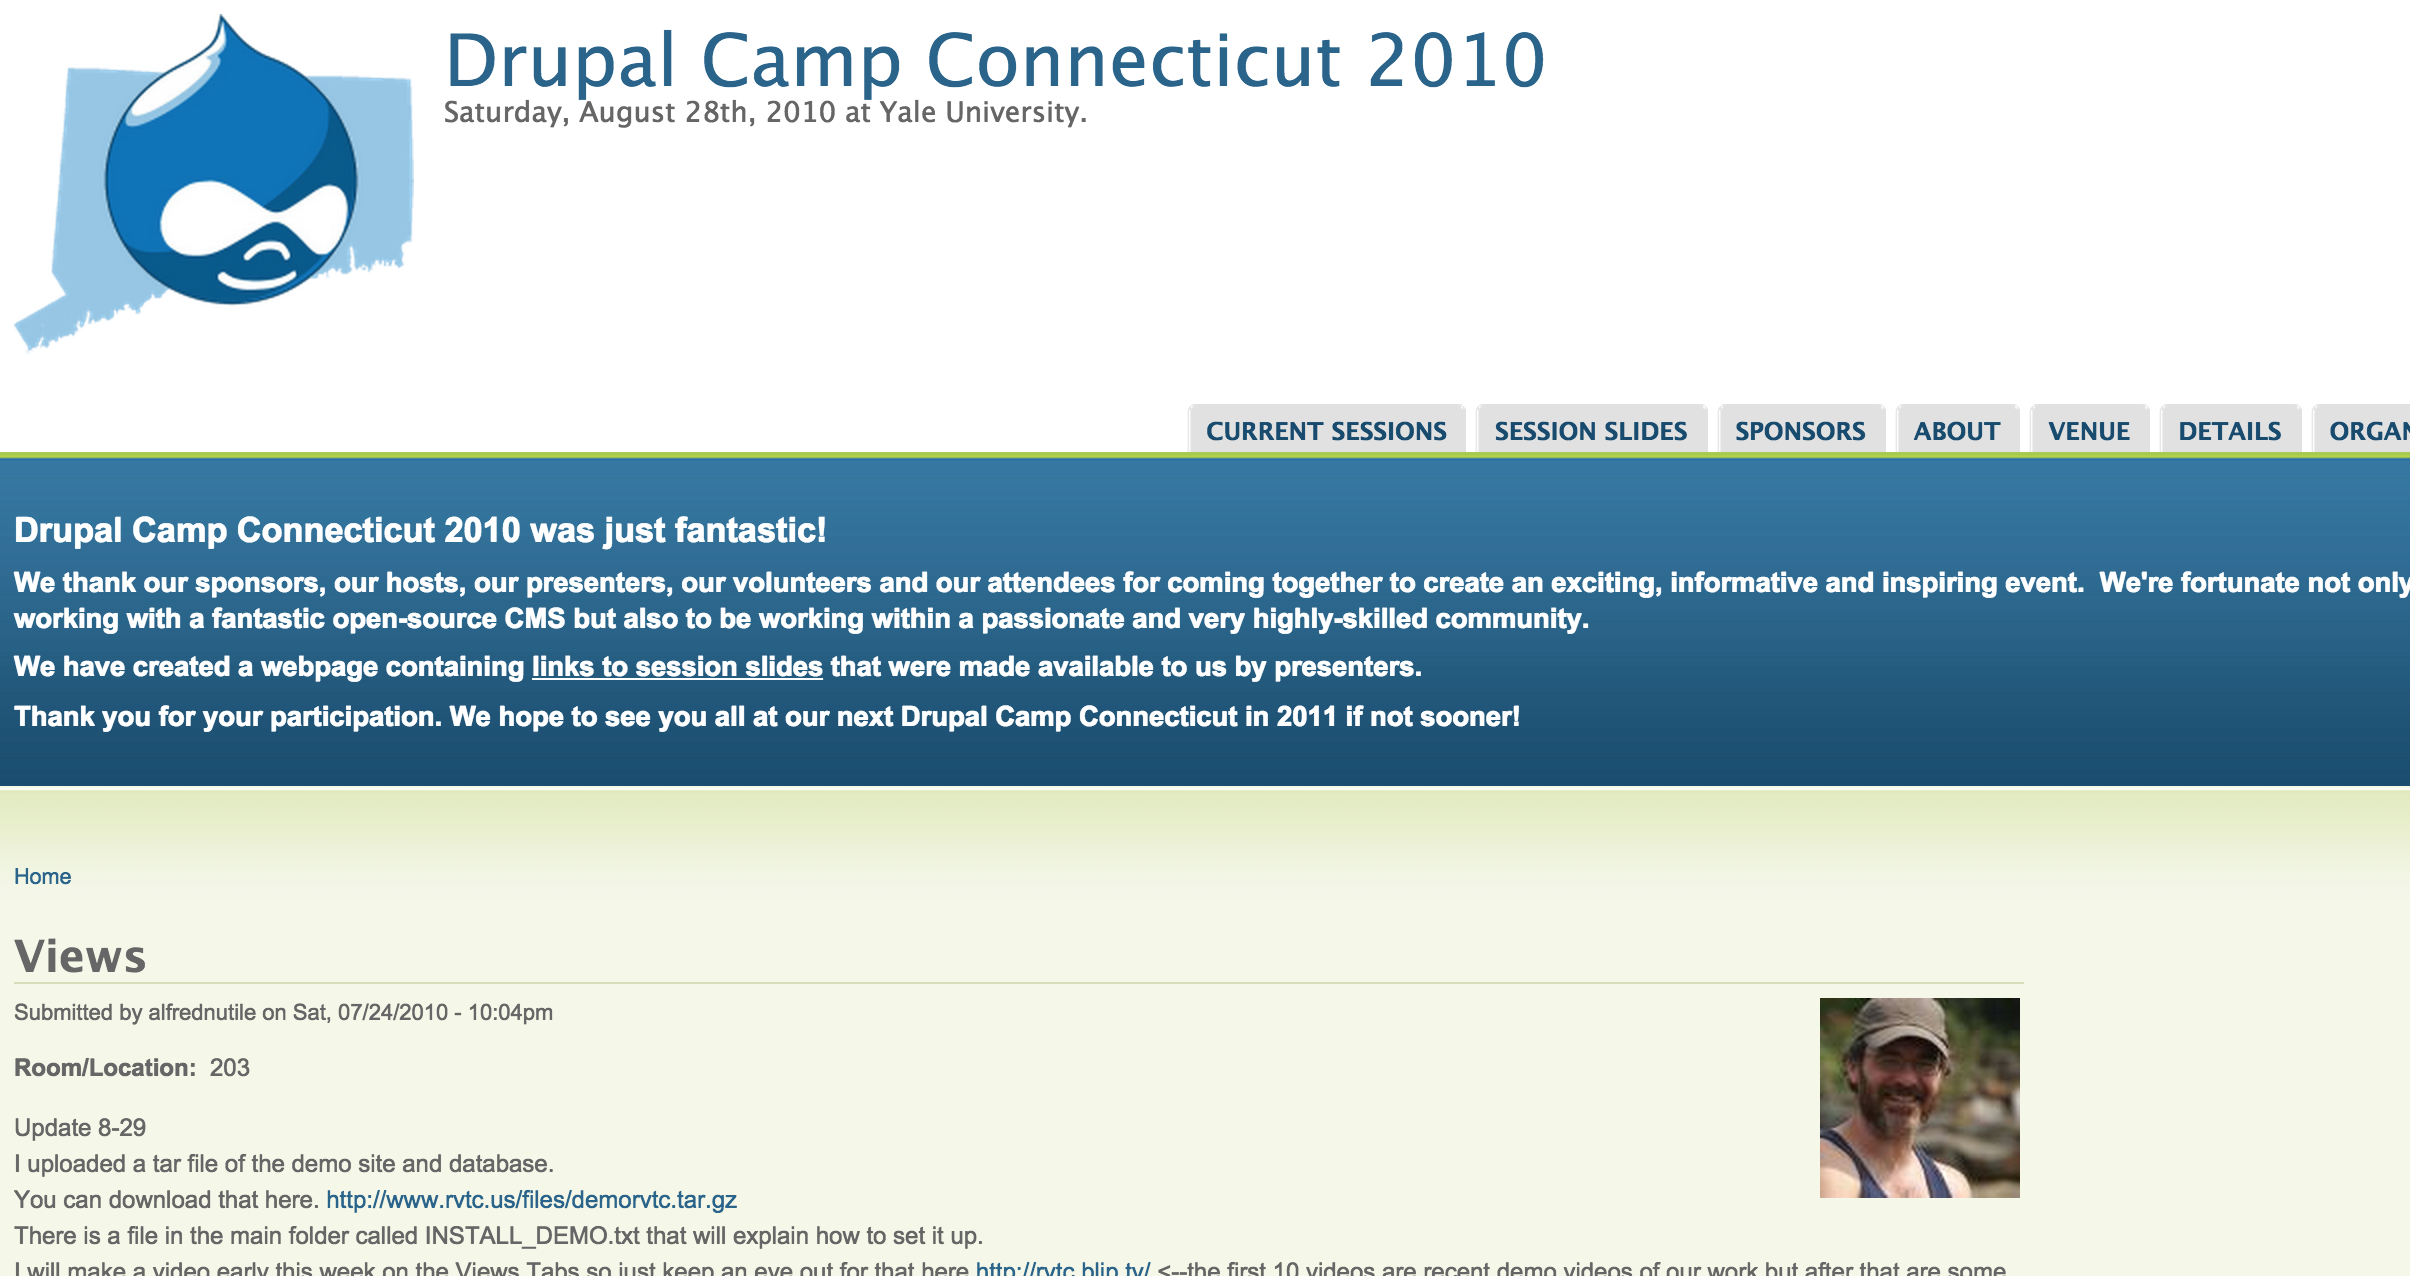 Drupal Camp Connecticut 2010
Saturday, August 28th, 2010 at Yale University.
CURRENT SESSIONS SESSION SLIDES SPONSORS ABOUT VENUE DETAILS
Drupal Camp Connecticut 2010 was just fantastic!
We thank our sponsors, our hosts, our presenters, our volunteers and our attendees for coming together to create an exciting, informative and inspiring event.  We're fortunate not only
working with a fantastic open-source CMS but also to be working within a passionate and very highly-skilled community.
We have created a webpage containing links to session slides that were made available to us by presenters.
Thank you for your participation. We hope to see you all at our next Drupal Camp Connecticut in 2011 if not sooner!
Home
Views
Submitted by alfrednutile on Sat, 07/24/2010 - 10:04pm
Room/Location: 203
Update 8-29
I uploaded a tar file of the demo site and database.
You can download that here. http://www.rvtc.us/files/demorvtc.tar.gz
There is a file in the main folder called INSTALL_DEMO.txt that will explain how to set it up.
I will make a video early this week on the Views Tabs so just keep an eye out for that here http://rvtc.blip.tv/ <--the first 10 videos are recent demo videos of our work but after that are some